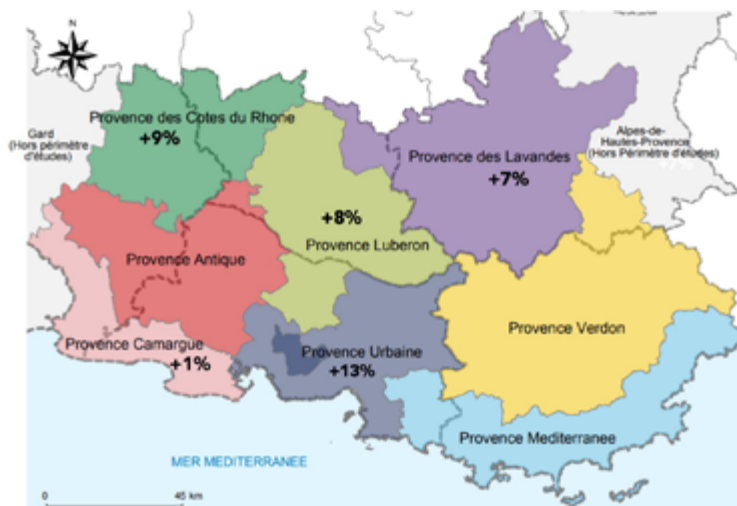 N
Provence des Cotes du Rhone
+9%
Gard
(Hors périmètre
d'études)
Alpes-de-
Hautes-Provence
(Hors Périmètre d'études)
Provence des Lavandes
+7%
+8%
Provence Luberon
Provence Antique
Provence Verdon
Provence Camargue
+1%
Provence Urbaine
+13%
Provence Mediterranee
MER MEDITERRANEE
0
45 km